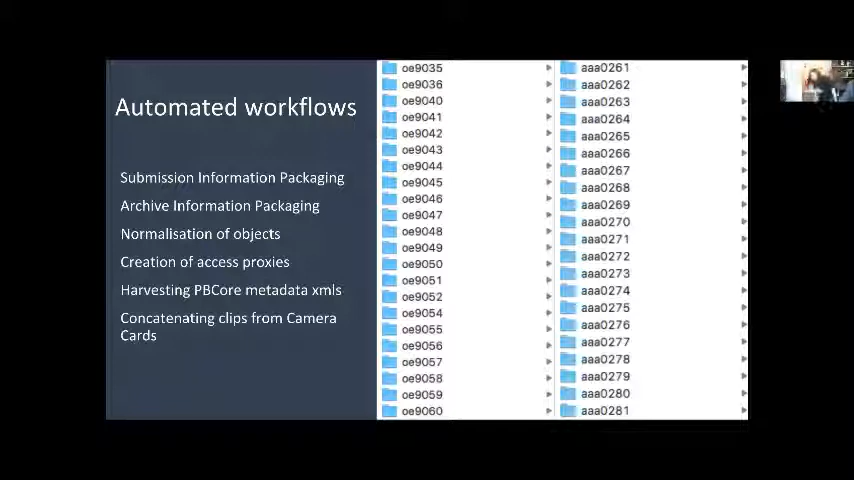 Automated workflows
Submission Information Packaging
Archive Information Packaging
Normalisation of objects
Creation of access proxies
Harvesting PBCore metadata xmls
Concatenating clips from Camera
Cards
oe9035
oe9036
oe9040
oe9041
oe9042
oe9043
oe9044
oe9045
oe9046
oe9047
oe9048
oe9049
oe9050
oe9051
oe9052
oe9054
oe9055
oe9056
oe9057
oe9058
oe9059
oe9060
aaa0261
aaa0262
aaa0263
aaa0264
aaa0265
aaa0266
aaa0267
aaa0268
aaa0269
aaa0270
aaa0271
aaa0272
aaa0273
aaa0274
aaa0275
aaa0276
aaa0277
aaa0278
aaa0279
aaa0280
aaa0281